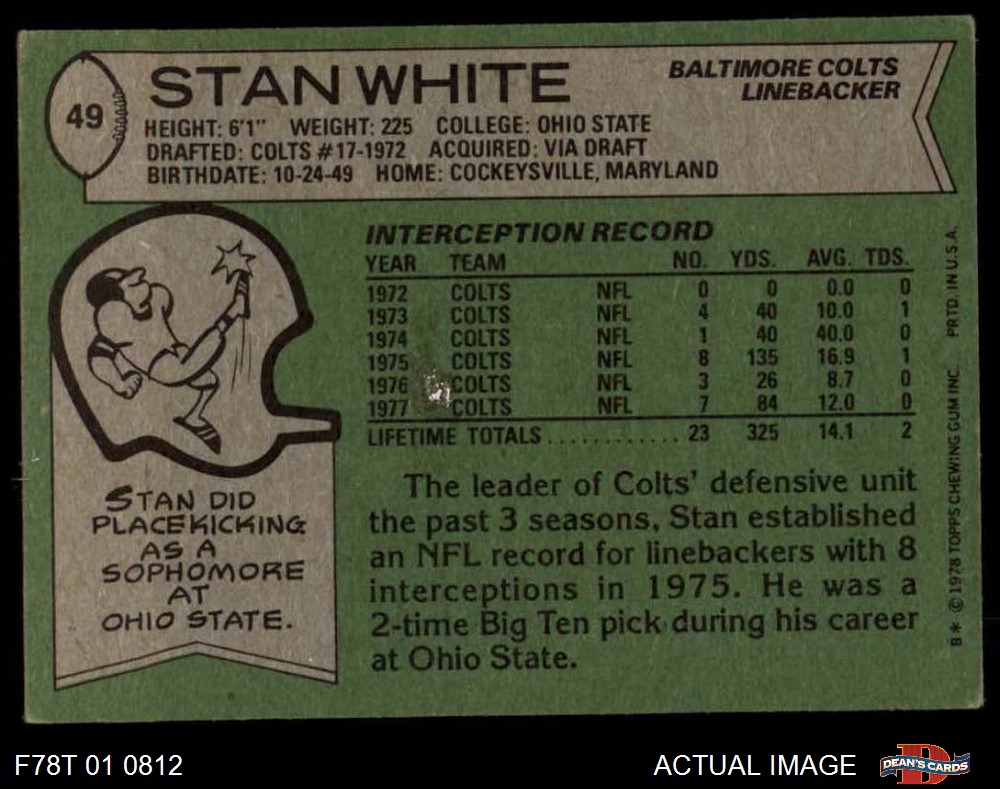 49
STAN WHITE
BALTIMORE COLTS
LINEBACKER
HEIGHT: 6'1" WEIGHT: 225 COLLEGE: OHIO STATE
DRAFTED: COLTS #17-1972 ACQUIRED: VIA DRAFT
BIRTHDATE: 10-24-49 HOME: COCKEYSVILLE, MARYLAND
INTERCEPTION RECORD
YEAR TEAM NO. YDS. AVG. TDS.
1972 COLTS NFL 0 0 0.0 0
1973 COLTS NFL 4 40 10.0 1
1974 COLTS NFL 1 40 40.0 0
1975 COLTS NFL 8 135 16.9 1
1976 COLTS NFL 3 26 8.7 0
1977 COLTS NFL 7 84 12.0 0
LIFETIME TOTALS ............ 23 325 14.1 2
STAN DID
PLACEKICKING
AS A
SOPHOMORE
AT
OHIO STATE.
The leader of Colts' defensive unit
the past 3 seasons, Stan established
an NFL record for linebackers with 8
interceptions in 1975. He was a
2-time Big Ten pick during his career
at Ohio State.
B* © 1978 TOPPS CHEWING GUM INC. PRTD. IN U.S.A.
F78T 01 0812
ACTUAL IMAGE
D
DEAN'S CARDS